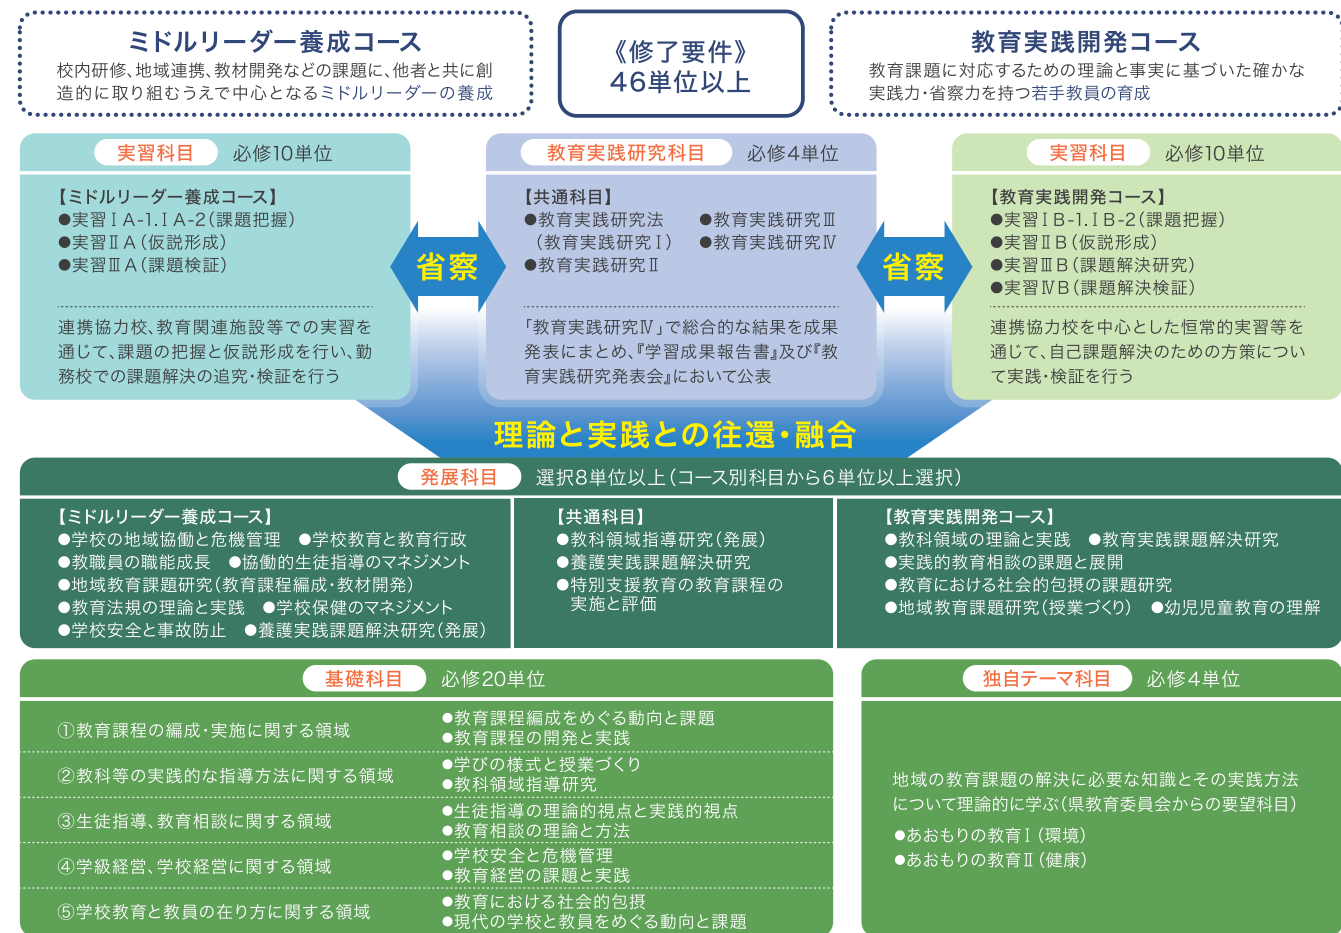 ミドルリーダー養成コース
校内研修、地域連携、教材開発などの課題に、他者と共に創
造的に取り組むうえで中心となるミドルリーダーの養成
《修了要件》
46単位以上
教育実践開発コース
教育課題に対応するための理論と事実に基づいた確かな
実践力・省察力を持つ若手教員の育成
実習科目 必修10単位
【ミドルリーダー養成コース】
●実習ⅠA-1.ⅠA-2(課題把握)
●実習ⅡA(仮説形成)
●実習ⅢA(課題検証)
連携協力校、教育関連施設等での実習を
通じて、課題の把握と仮説形成を行い、勤
務校での課題解決の追究・検証を行う
省察
教育実践研究科目 必修4単位
【共通科目】
●教育実践研究法
(教育実践研究Ⅰ)
●教育実践研究Ⅱ
●教育実践研究Ⅲ
●教育実践研究Ⅳ
「教育実践研究Ⅳ」で総合的な結果を成果
発表にまとめ、『学習成果報告書』及び『教
育実践研究発表会』において公表
省察
実習科目 必修10単位
【教育実践開発コース】
●実習ⅠB-1.ⅠB-2(課題把握)
●実習ⅡB(仮説形成)
●実習ⅢB(課題解決研究)
●実習ⅣB(課題解決検証)
連携協力校を中心とした恒常的実習等を
通じて、自己課題解決のための方策につい
て実践・検証を行う
理論と実践との往還・融合
発展科目 選択8単位以上(コース別科目から6単位以上選択)
【ミドルリーダー養成コース】
●学校の地域協働と危機管理 ●学校教育と教育行政
●教職員の職能成長 ●協働的生徒指導のマネジメント
●地域教育課題研究(教育課程編成・教材開発)
●教育法規の理論と実践 ●学校保健のマネジメント
●学校安全と事故防止 ●養護実践課題解決研究(発展)
【共通科目】
●教科領域指導研究(発展)
●養護実践課題解決研究
●特別支援教育の教育課程の
実施と評価
【教育実践開発コース】
●教科領域の理論と実践 ●教育実践課題解決研究
●実践的教育相談の課題と展開
●教育における社会的包摂の課題研究
●地域教育課題研究(授業づくり) ●幼児児童教育の理解
基礎科目 必修20単位
①教育課程の編成・実施に関する領域
●教育課程編成をめぐる動向と課題
●教育課程の開発と実践
②教科等の実践的な指導方法に関する領域
●学びの様式と授業づくり
●教科領域指導研究
③生徒指導、教育相談に関する領域
●生徒指導の理論的視点と実践的視点
●教育相談の理論と方法
④学級経営、学校経営に関する領域
●学校安全と危機管理
●教育経営の課題と実践
⑤学校教育と教員の在り方に関する領域
●教育における社会的包摂
●現代の学校と教員をめぐる動向と課題
独自テーマ科目 必修4単位
地域の教育課題の解決に必要な知識とその実践方法
について理論的に学ぶ(県教育委員会からの要望科目)
●あおもりの教育Ⅰ(環境)
●あおもりの教育Ⅱ(健康)